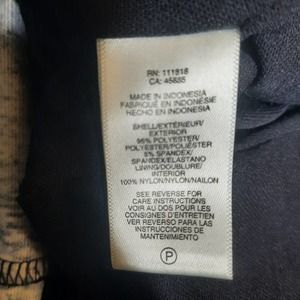 RN: 111818
CA: 45685
MADE IN INDONESIA
FABRIQUÉ EN INDONÉSIE
HECHO EN INDONESIA
SHELL/EXTÉRIEUR/
EXTERIOR
95% POLYESTER/
POLYESTER/POLIÉSTER
5% SPANDEX/
SPANDEX/ELASTANO
LINING/DOUBLURE/
INTERIOR
100% NYLON/NYLON/NAILON
SEE REVERSE FOR
CARE INSTRUCTIONS
VOIR AU DOS POUR LES
CONSIGNES D'ENTRETIEN
VER REVERSO PARA LAS
INSTRUCCIONES DE
MANTENIMIENTO
P